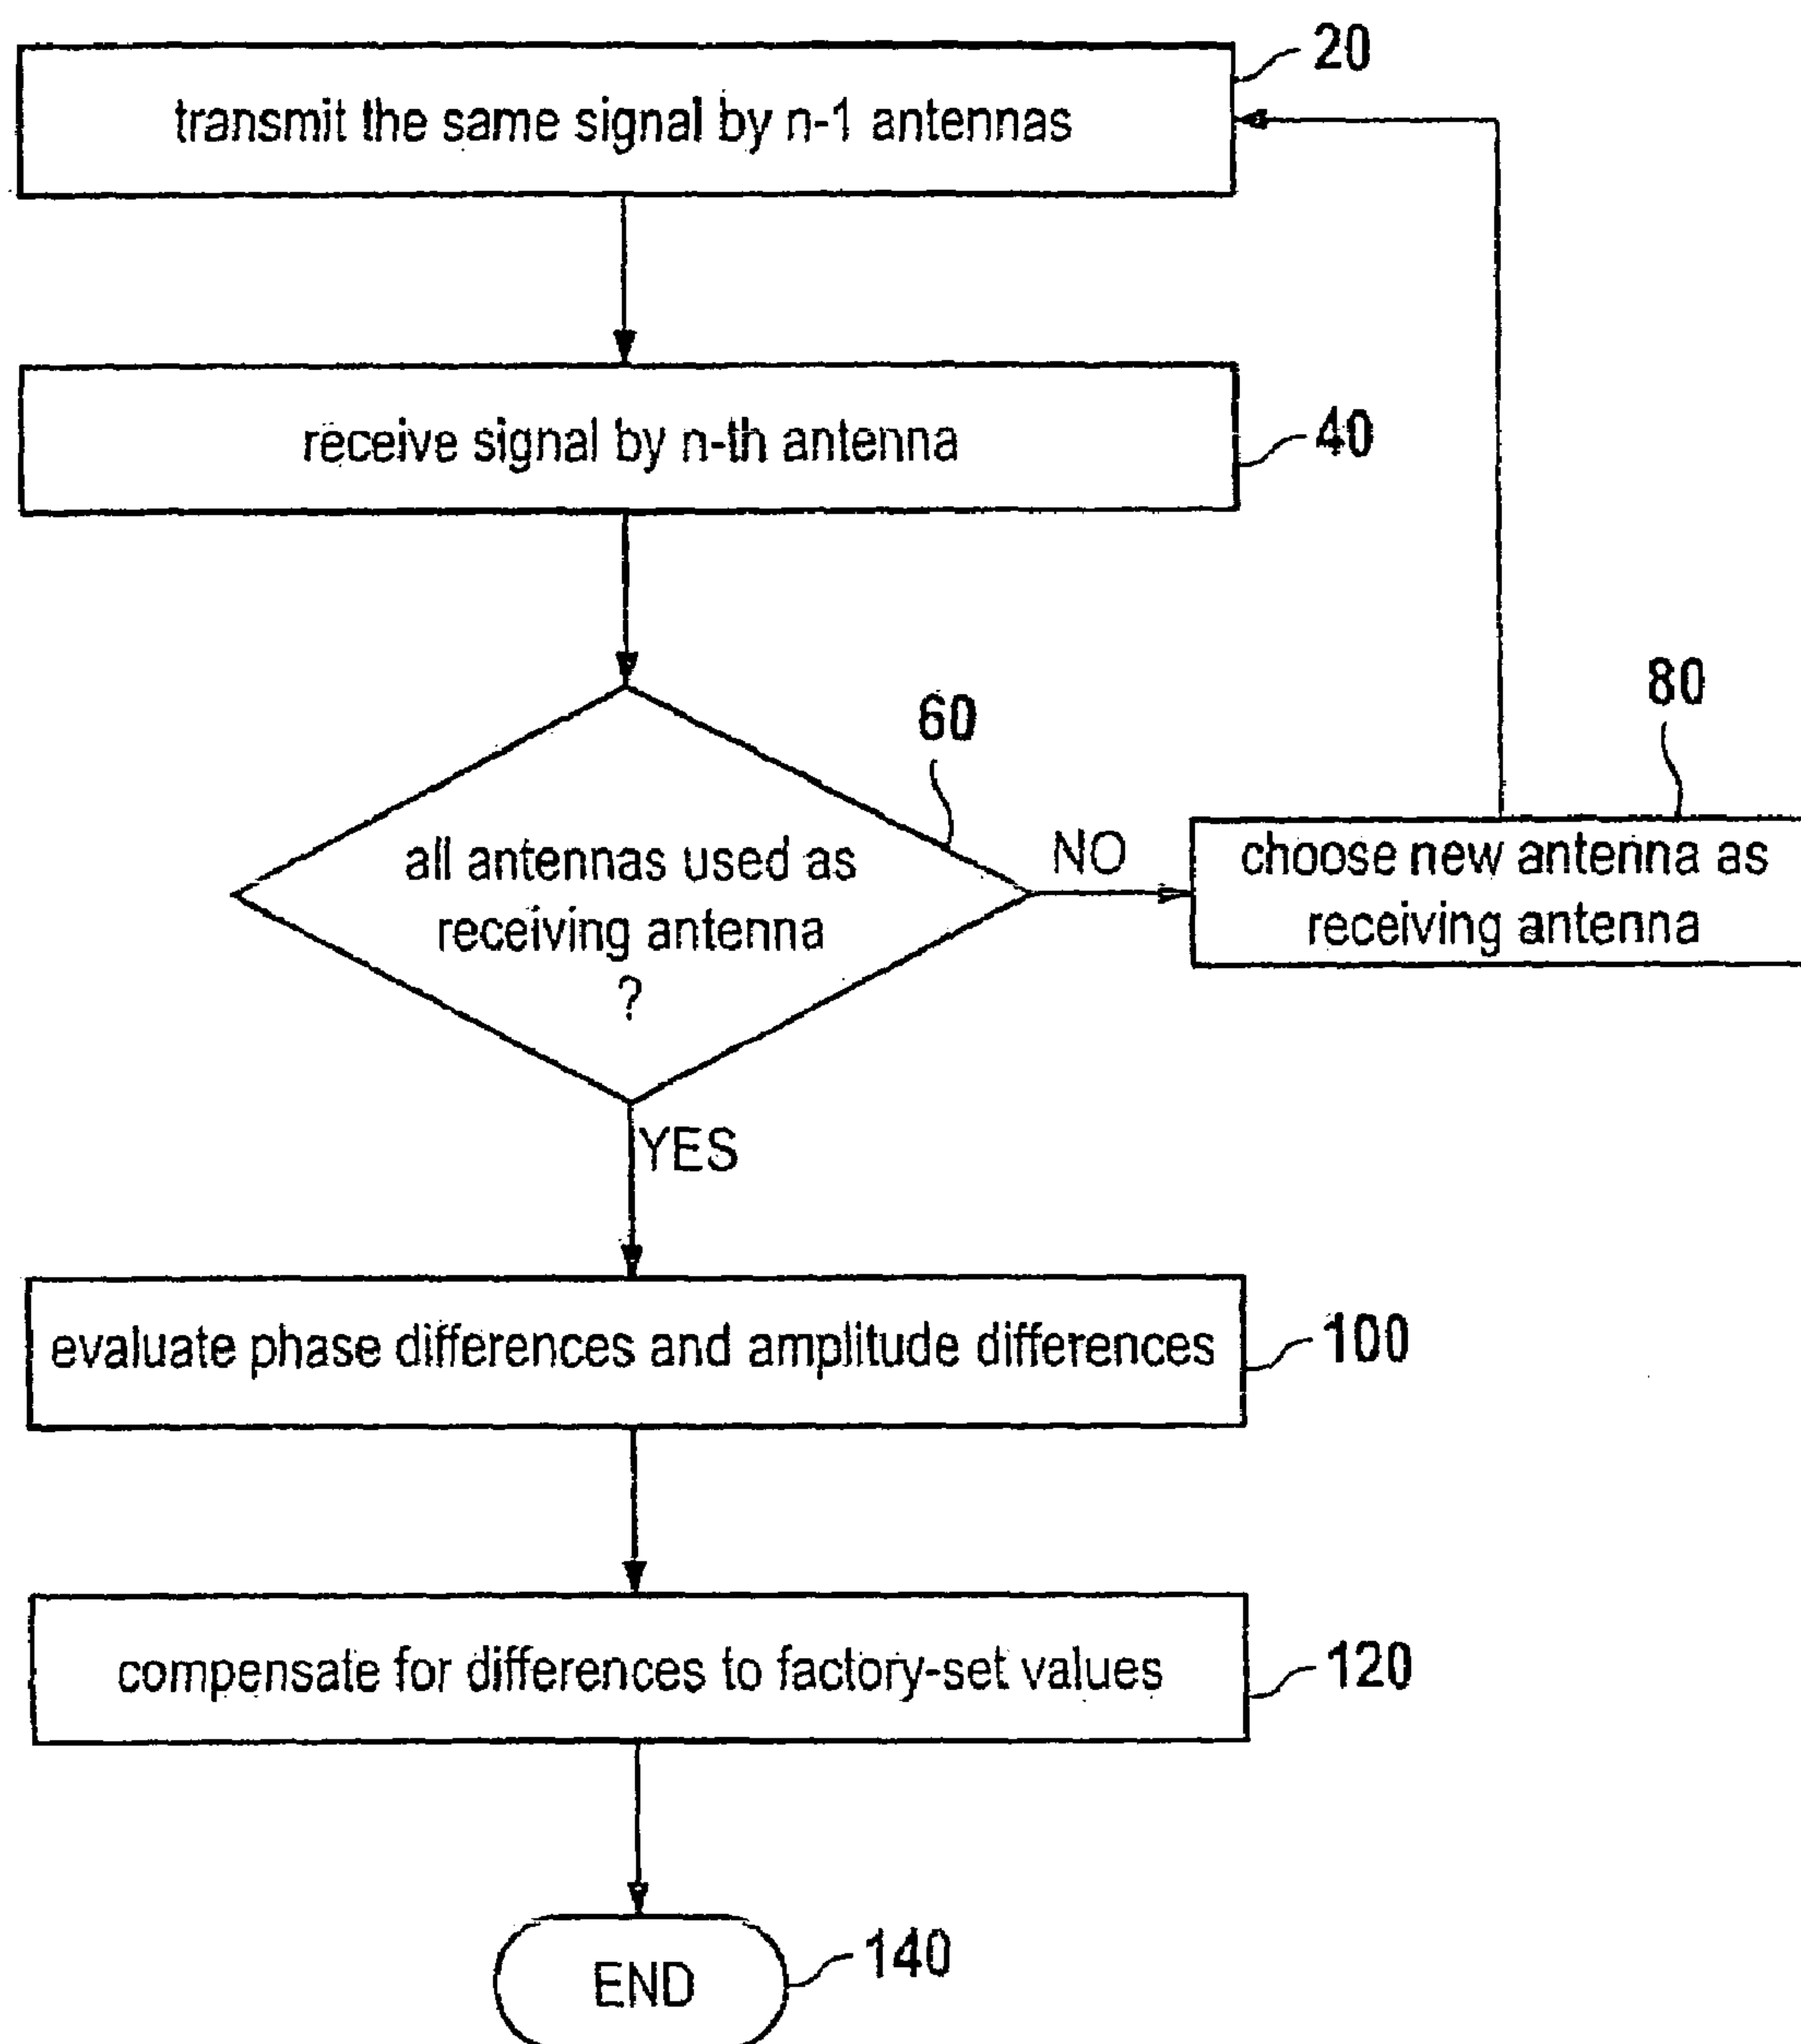 20
transmit the same signal by n-1 antennas
receive signal by n-th antenna
40
60
80
all antennas used as
receiving antenna
?
NO
choose new antenna as
receiving antenna
YES
evaluate phase differences and amplitude differences
100
compensate for differences to factory-set values
120
END
140